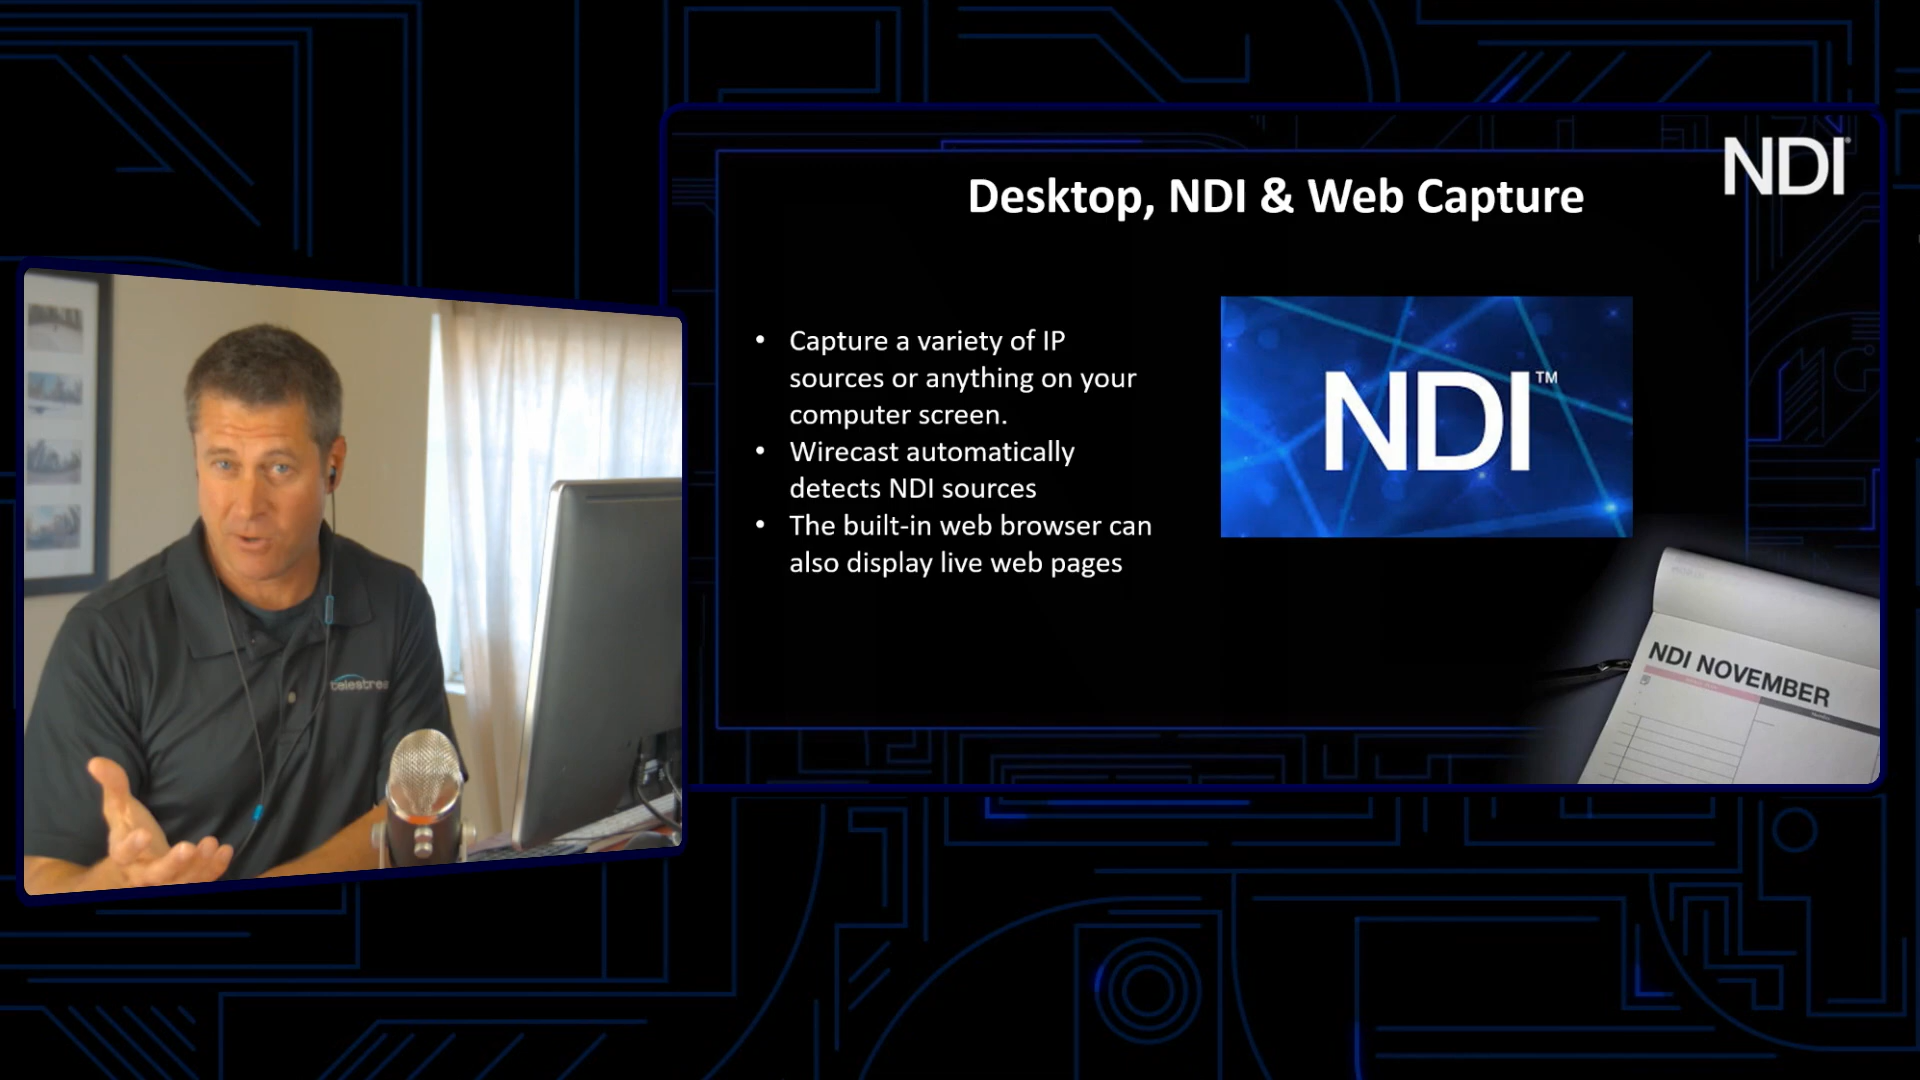 NDI
Desktop, NDI & Web Capture
• Capture a variety of IP
sources or anything on your
computer screen.
• Wirecast automatically
detects NDI sources
• The built-in web browser can
also display live web pages
NDI™
NDI NOVEMBER